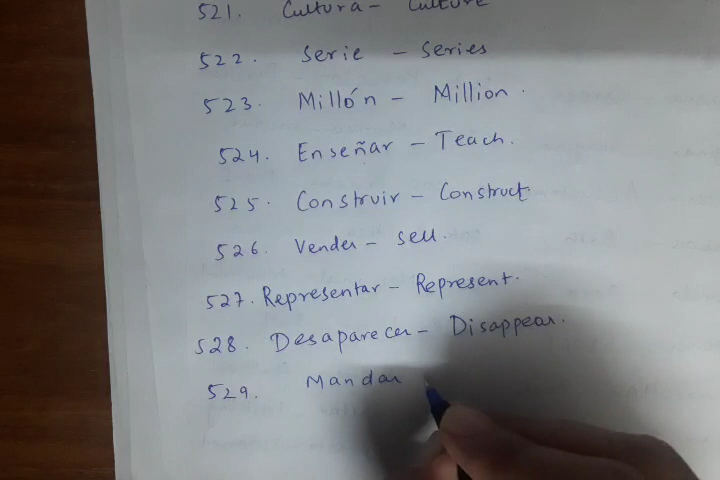 521. Cultura - Culture
522. Serie - Series
523. Millón - Million.
524. Enseñar - Teach.
525. Construir - Construct
526. Vender - Sell.
527. Representar - Represent.
528. Desaparecer - Disappear.
529. Mandar